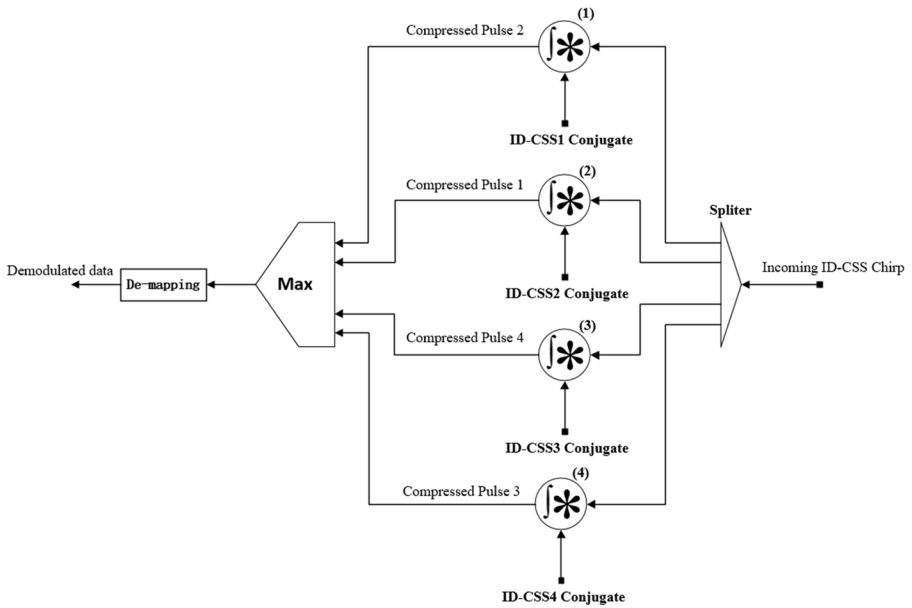 (1)
Compressed Pulse 2
ID-CSS1 Conjugate
(2)
Compressed Pulse 1
Spliter
ID-CSS2 Conjugate
Incoming ID-CSS Chirp
Demodulated data
De-mapping
Max
(3)
Compressed Pulse 4
ID-CSS3 Conjugate
(4)
Compressed Pulse 3
ID-CSS4 Conjugate